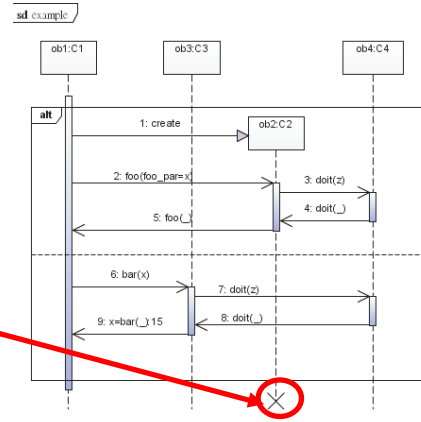 sd example
ob1:C1
ob3:C3
ob4:C4
alt
1: create
ob2:C2
2: foo(foo_par=x)
3: doit(z)
4: doit(_)
5: foo(_)
6: bar(x)
7: doit(z)
8: doit(_)
9: x=bar(_):15